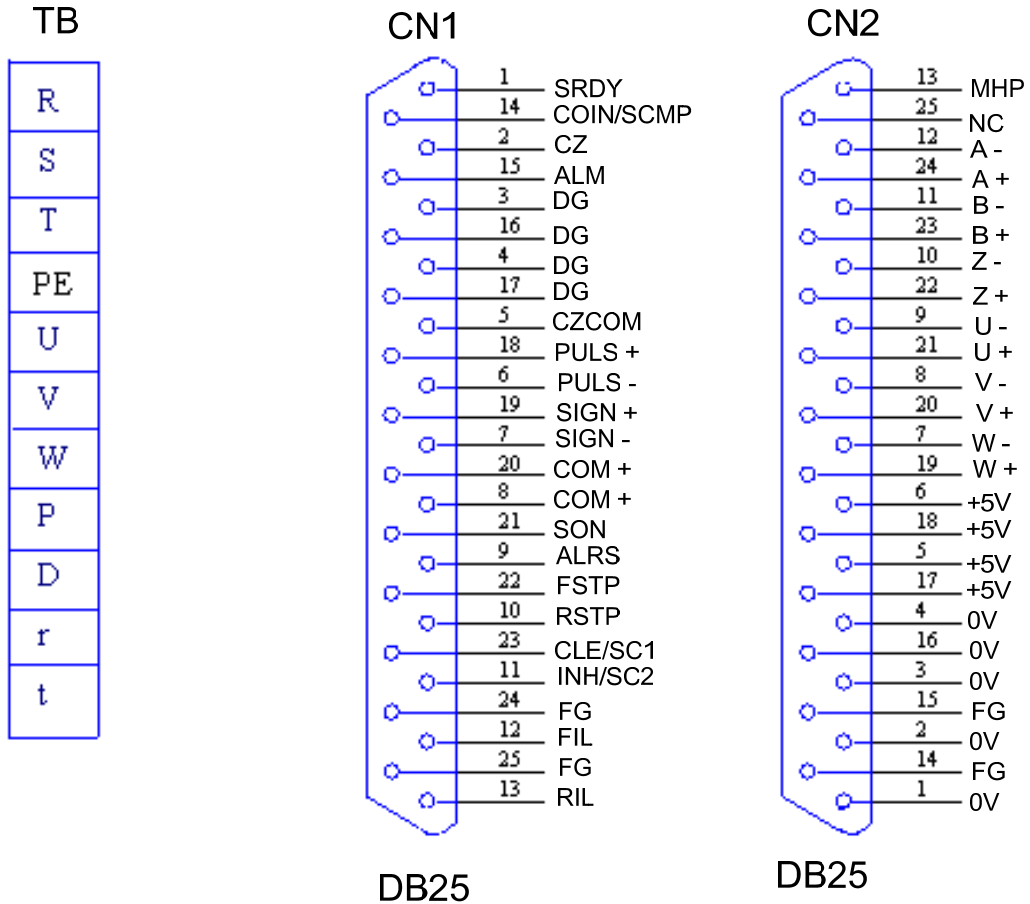 TB
R
S
T
PE
U
V
W
P
D
r
t
CN1
1 SRDY
14 COIN/SCMP
2 CZ
15 ALM
3 DG
16 DG
4 DG
17 DG
5 CZCOM
18 PULS +
6 PULS -
19 SIGN +
7 SIGN -
20 COM +
8 COM +
21 SON
9 ALRS
22 FSTP
10 RSTP
23 CLE/SC1
11 INH/SC2
24 FG
12 FIL
25 FG
13 RIL
DB25
CN2
13 MHP
25 NC
12 A -
24 A +
11 B -
23 B +
10 Z -
22 Z +
9 U -
21 U +
8 V -
20 V +
7 W -
19 W +
6 +5V
18 +5V
5 +5V
17 +5V
4 0V
16 0V
3 0V
15 FG
2 0V
14 FG
1 0V
DB25